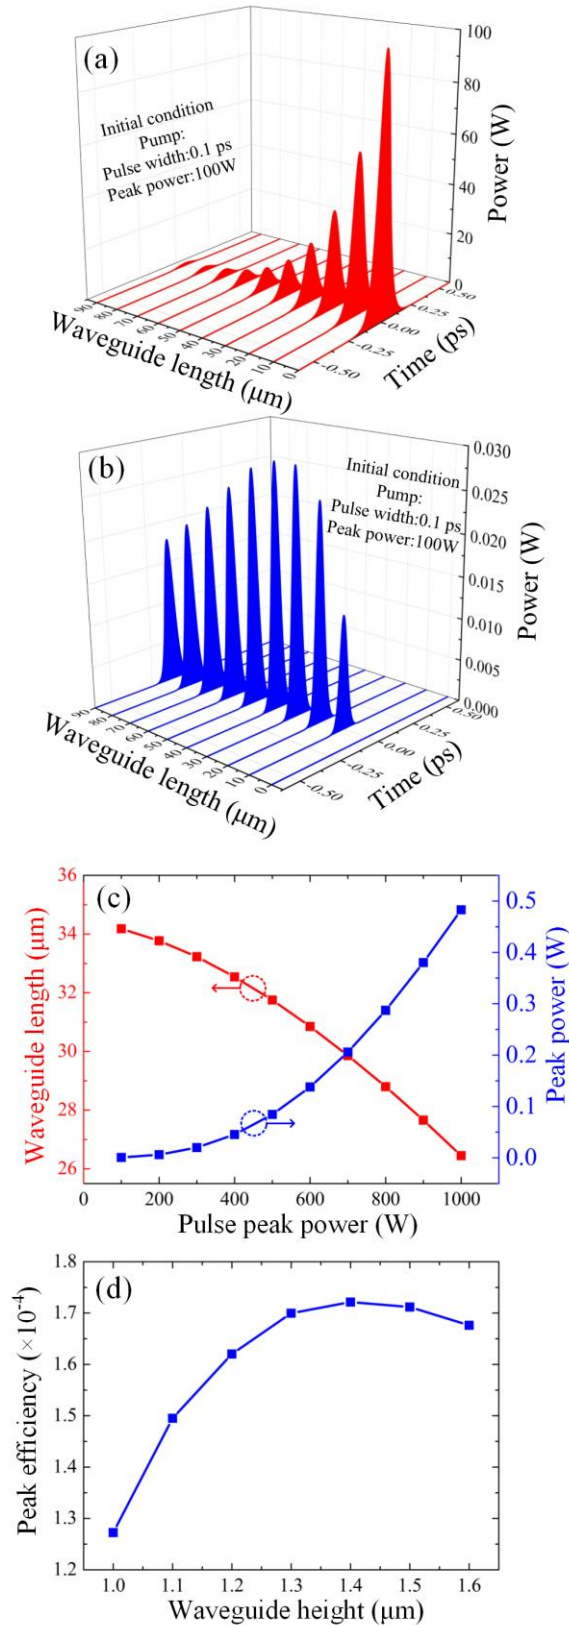 (a)
Initial condition
Pump:
Pulse width:0.1 ps
Peak power:100W
100
80
60
40
20
0
Power (W)
90
80
70
60
50
40
30
20
10
0
Waveguide length (μm)
-0.50
-0.25
0.00
0.25
0.50
Time (ps)
(b)
Initial condition
Pump:
Pulse width:0.1 ps
Peak power:100W
0.030
0.025
0.020
0.015
0.010
0.005
0.000
Power (W)
90
80
70
60
50
40
30
20
10
0
Waveguide length (μm)
-0.50
-0.25
0.00
0.25
0.50
Time (ps)
(c)
36
34
32
30
28
26
Waveguide length (μm)
0.5
0.4
0.3
0.2
0.1
0.0
Peak power (W)
0 200 400 600 800 1000
Pulse peak power (W)
(d)
1.8
1.7
1.6
1.5
1.4
1.3
1.2
Peak efficiency (×10⁻⁴)
1.0 1.1 1.2 1.3 1.4 1.5 1.6
Waveguide height (μm)